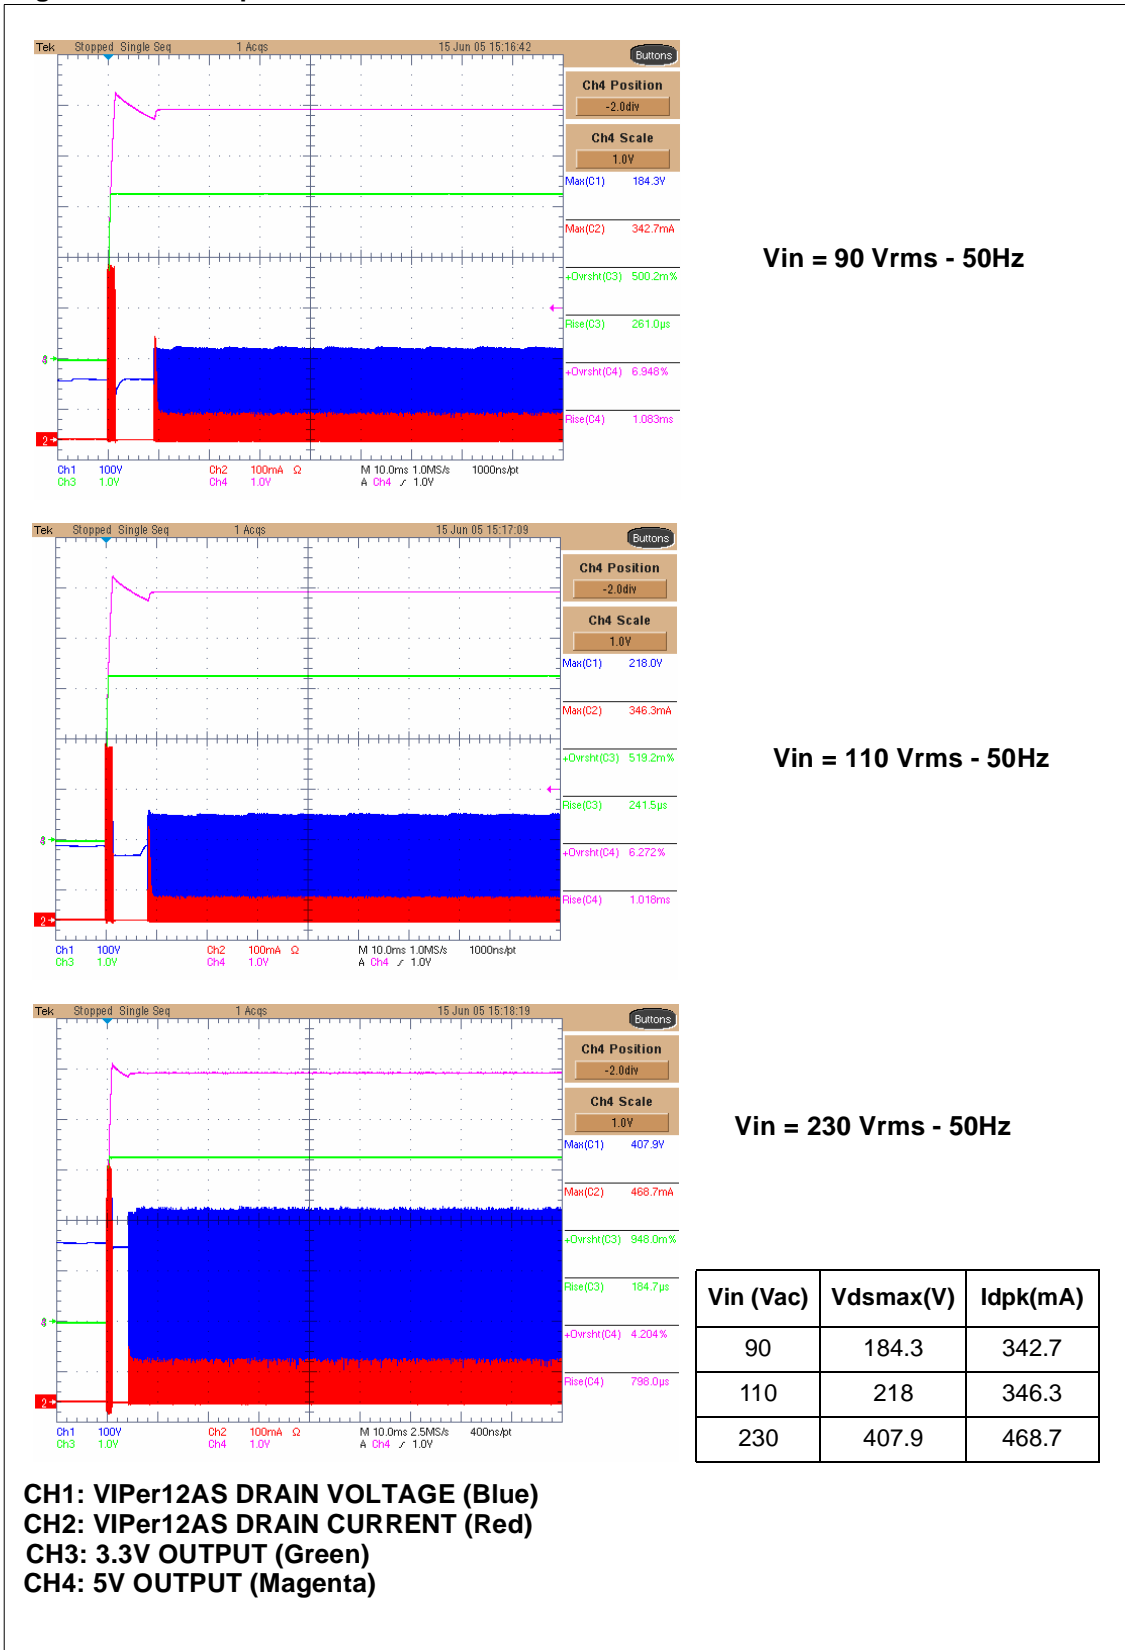 Tek Stopped Single Seq 1 Acqs 15 Jun 05 15:16:42
Buttons
Ch4 Position
-2.0div
Ch4 Scale
1.0V
Max(C1) 184.3V
Max(C2) 342.7mA
+Ovrsht(C3) 500.2m%
Rise(C3) 261.0µs
+Ovrsht(C4) 6.948%
Rise(C4) 1.083ms
4
2
Ch1 100V Ch2 100mA Ω M 10.0ms 1.0MS/s 1000ns/pt
Ch3 1.0V Ch4 1.0V A Ch4 1.0V
Vin = 90 Vrms - 50Hz
Tek Stopped Single Seq 1 Acqs 15 Jun 05 15:17:09
Buttons
Ch4 Position
-2.0div
Ch4 Scale
1.0V
Max(C1) 218.0V
Max(C2) 346.3mA
+Ovrsht(C3) 519.2m%
Rise(C3) 241.5µs
+Ovrsht(C4) 6.272%
Rise(C4) 1.018ms
4
2
Ch1 100V Ch2 100mA Ω M 10.0ms 1.0MS/s 1000ns/pt
Ch3 1.0V Ch4 1.0V A Ch4 1.0V
Vin = 110 Vrms - 50Hz
Tek Stopped Single Seq 1 Acqs 15 Jun 05 15:18:19
Buttons
Ch4 Position
-2.0div
Ch4 Scale
1.0V
Max(C1) 407.9V
Max(C2) 468.7mA
+Ovrsht(C3) 948.0m%
Rise(C3) 184.7µs
+Ovrsht(C4) 4.204%
Rise(C4) 798.0µs
4
2
Ch1 100V Ch2 100mA Ω M 10.0ms 2.5MS/s 400ns/pt
Ch3 1.0V Ch4 1.0V A Ch4 1.0V
Vin = 230 Vrms - 50Hz
Vin (Vac) Vdsmax(V) Idpk(mA)
90 184.3 342.7
110 218 346.3
230 407.9 468.7
CH1: VIPer12AS DRAIN VOLTAGE (Blue)
CH2: VIPer12AS DRAIN CURRENT (Red)
CH3: 3.3V OUTPUT (Green)
CH4: 5V OUTPUT (Magenta)